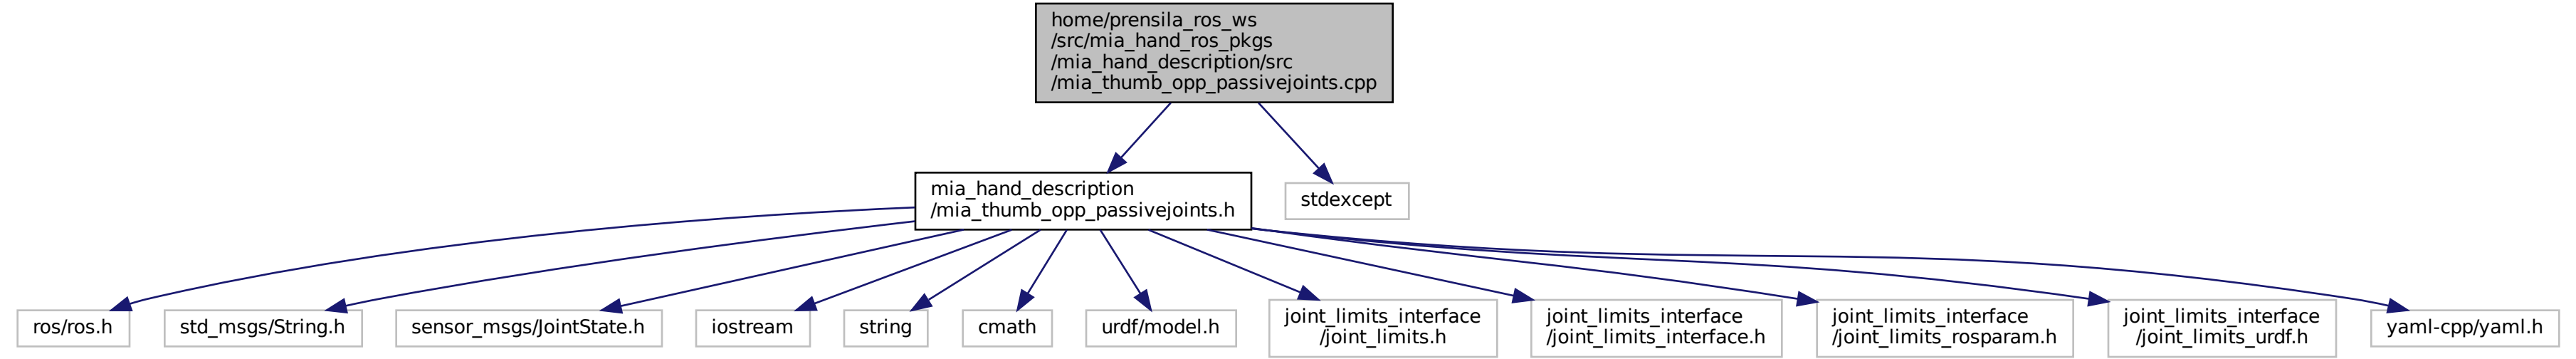 home/prensila_ros_ws
/src/mia_hand_ros_pkgs
/mia_hand_description/src
/mia_thumb_opp_passivejoints.cpp
mia_hand_description
/mia_thumb_opp_passivejoints.h
stdexcept
ros/ros.h
std_msgs/String.h
sensor_msgs/JointState.h
iostream
string
cmath
urdf/model.h
joint_limits_interface
/joint_limits.h
joint_limits_interface
/joint_limits_interface.h
joint_limits_interface
/joint_limits_rosparam.h
joint_limits_interface
/joint_limits_urdf.h
yaml-cpp/yaml.h